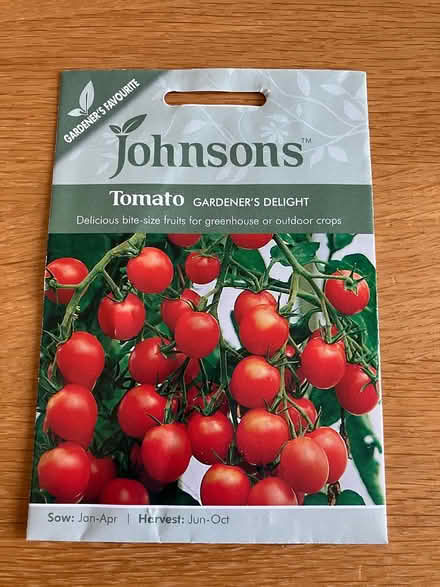 GARDENER'S FAVOURITE
Johnsons™
Tomato GARDENER'S DELIGHT
Delicious bite-size fruits for greenhouse or outdoor crops
Sow: Jan-Apr | Harvest: Jun-Oct